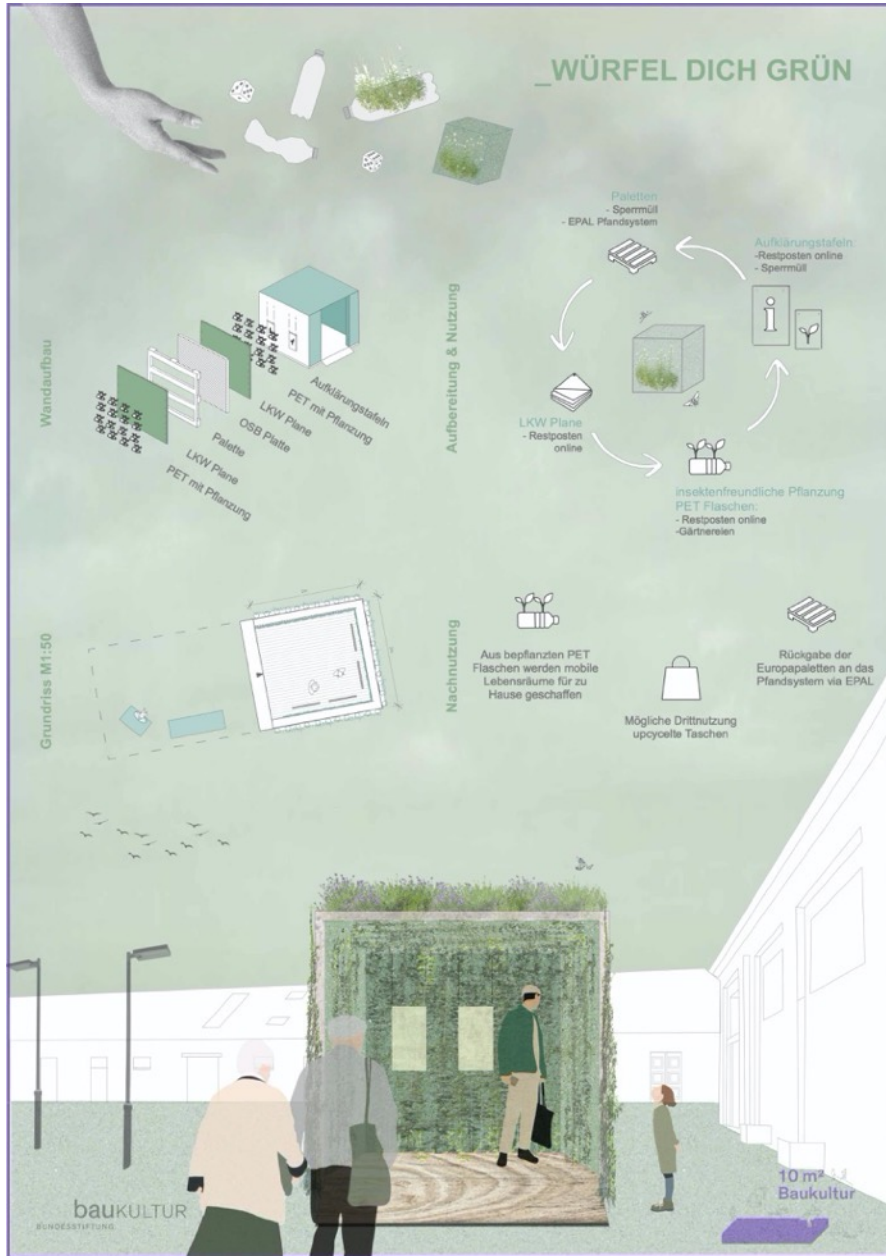 _WÜRFEL DICH GRÜN
Paletten
- Sperrmüll
- EPAL Pfandsystem
Aufklärungstafeln:
-Restposten online
- Sperrmüll
LKW Plane
- Restposten
online
insektenfreundliche Pflanzung
PET Flaschen:
- Restposten online
-Gärtnereien
Wandaufbau
Aufklärungstafeln
PET mit Pflanzung
LKW Plane
OSB Platte
Palette
LKW Plane
PET mit Pflanzung
Aufbereitung & Nutzung
Grundriss M1:50
Nachnutzung
Aus bepflanzten PET
Flaschen werden mobile
Lebensräume für zu
Hause geschaffen
Mögliche Drittnutzung
upcycelte Taschen
Rückgabe der
Europapaletten an das
Pfandsystem via EPAL
bauKULTUR
BUNDESSTIFTUNG
10 m²
Baukultur